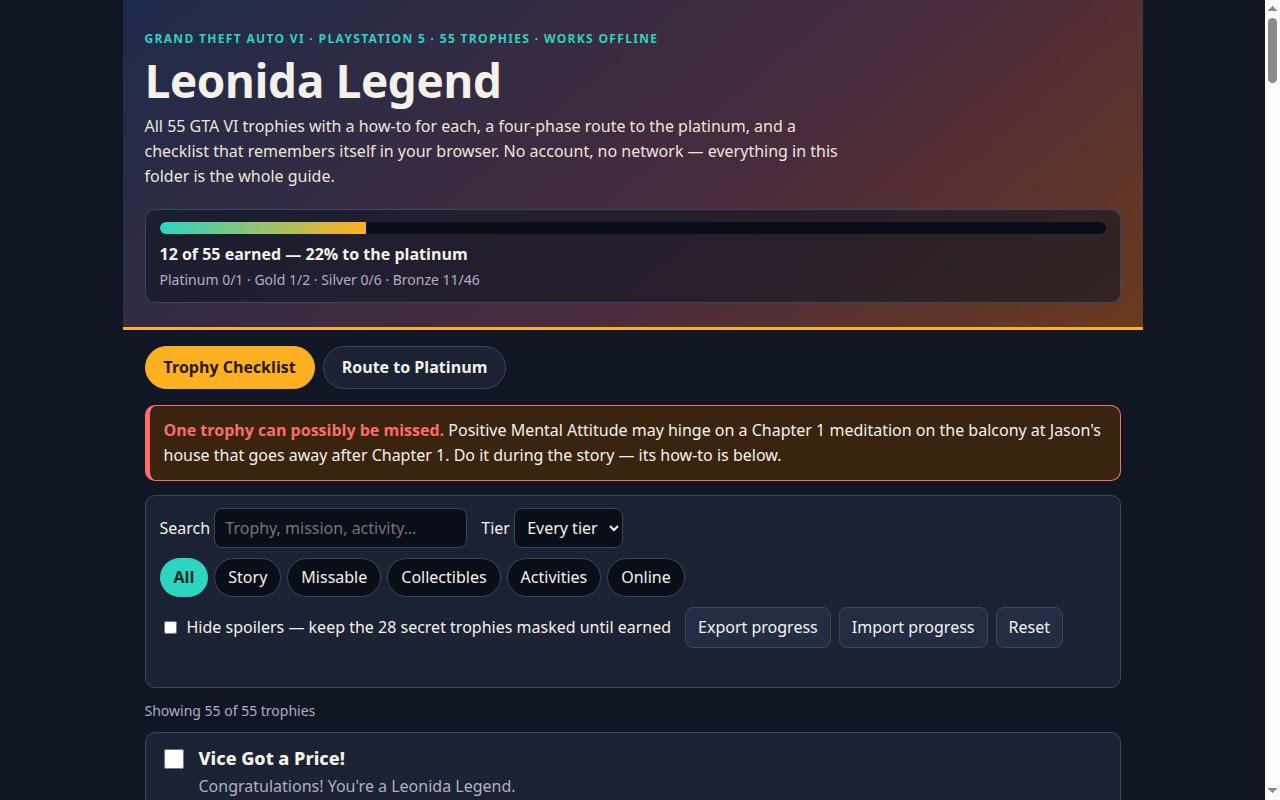 GRAND THEFT AUTO VI · PLAYSTATION 5 · 55 TROPHIES · WORKS OFFLINE
Leonida Legend
All 55 GTA VI trophies with a how-to for each, a four-phase route to the platinum, and a
checklist that remembers itself in your browser. No account, no network — everything in this
folder is the whole guide.
12 of 55 earned — 22% to the platinum
Platinum 0/1 · Gold 1/2 · Silver 0/6 · Bronze 11/46
Trophy Checklist Route to Platinum
One trophy can possibly be missed. Positive Mental Attitude may hinge on a Chapter 1 meditation on the balcony at Jason's
house that goes away after Chapter 1. Do it during the story — its how-to is below.
Search Trophy, mission, activity... Tier Every tier
All Story Missable Collectibles Activities Online
Hide spoilers — keep the 28 secret trophies masked until earned Export progress Import progress Reset
Showing 55 of 55 trophies
Vice Got a Price!
Congratulations! You're a Leonida Legend.